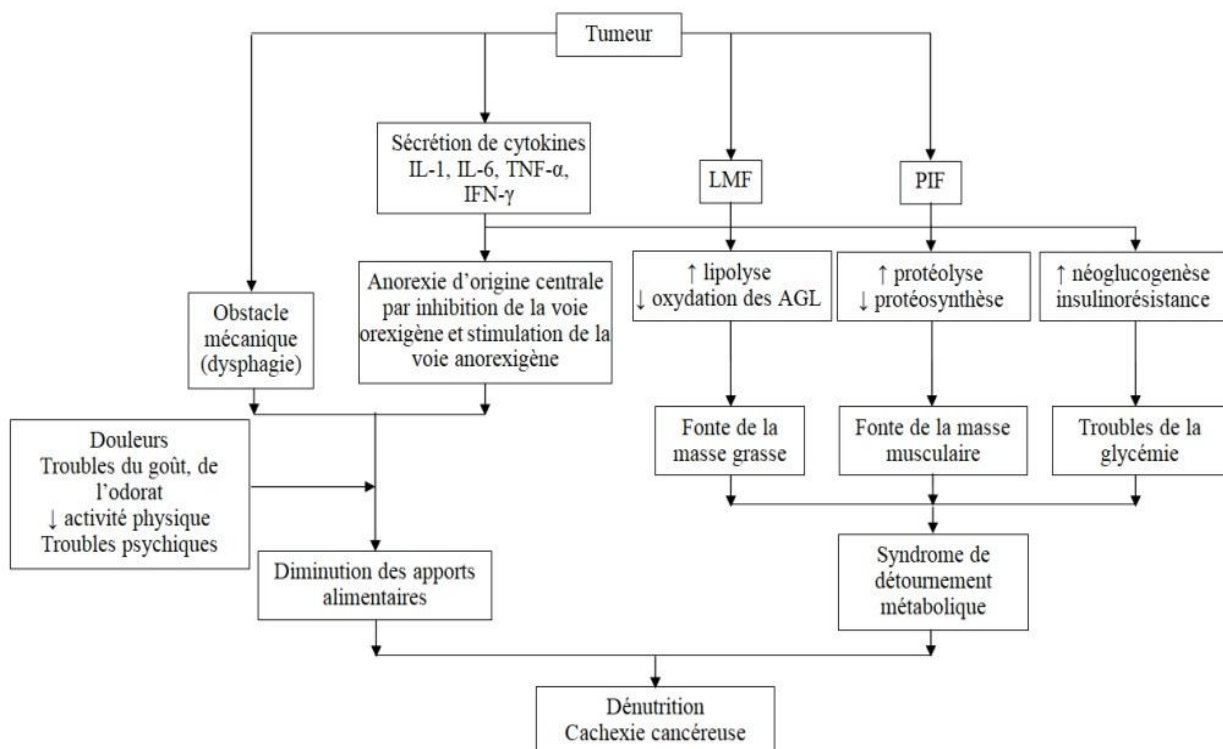 Tumeur
Sécrétion de cytokines
IL-1, IL-6, TNF-α,
IFN-γ
LMF
PIF
Obstacle
mécanique
(dysphagie)
Anorexie d’origine centrale
par inhibition de la voie
orexigène et stimulation de la
voie anorexigène
↑ lipolyse
↓ oxydation des AGL
↑ protéolyse
↓ protéosynthèse
↑ néoglucogenèse
insulinorésistance
Douleurs
Troubles du goût, de
l’odorat
↓ activité physique
Troubles psychiques
Fonte de la
masse grasse
Fonte de la masse
musculaire
Troubles de la
glycémie
Diminution des apports
alimentaires
Syndrome de
détournement
métabolique
Dénutrition
Cachexie cancéreuse